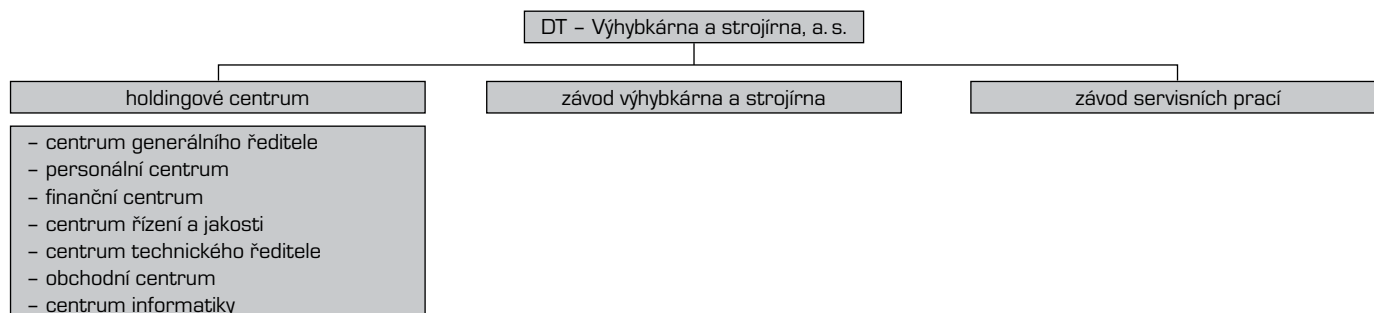 DT – Výhybkárna a strojírna, a. s.
holdingové centrum
závod výhybkárna a strojírna
závod servisních prací
– centrum generálního ředitele
– personální centrum
– finanční centrum
– centrum řízení a jakosti
– centrum technického ředitele
– obchodní centrum
– centrum informatiky